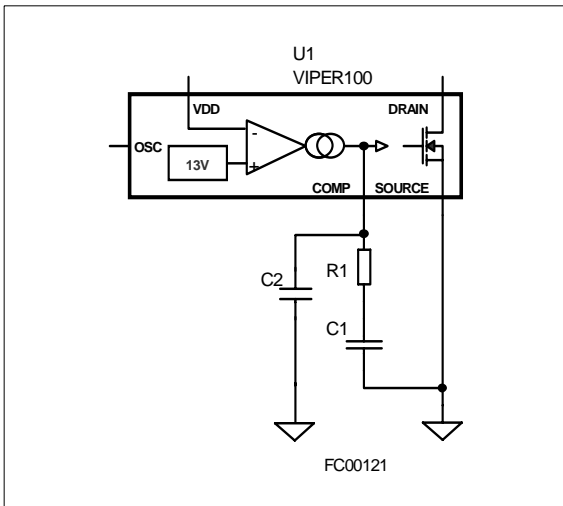 U1
VIPER100
VDD
DRAIN
OSC
-
13V
+
COMP
SOURCE
C2
R1
C1
FC00121